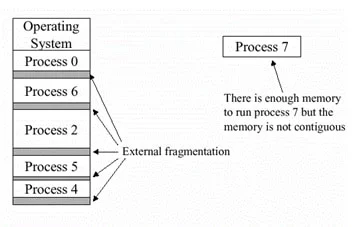 Operating
System
Process 0
Process 6
Process 2
Process 5
Process 4
External fragmentation
Process 7
There is enough memory
to run process 7 but the
memory is not contiguous